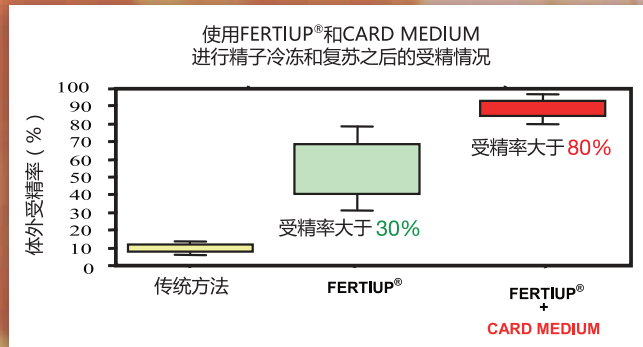 使用FERTIUP®和CARD MEDIUM
进行精子冷冻和复苏之后的受精情况
体外受精率(%)
100
90
80
70
60
50
40
30
20
10
0
受精率大于30%
受精率大于80%
传统方法
FERTIUP®
FERTIUP®
+
CARD MEDIUM